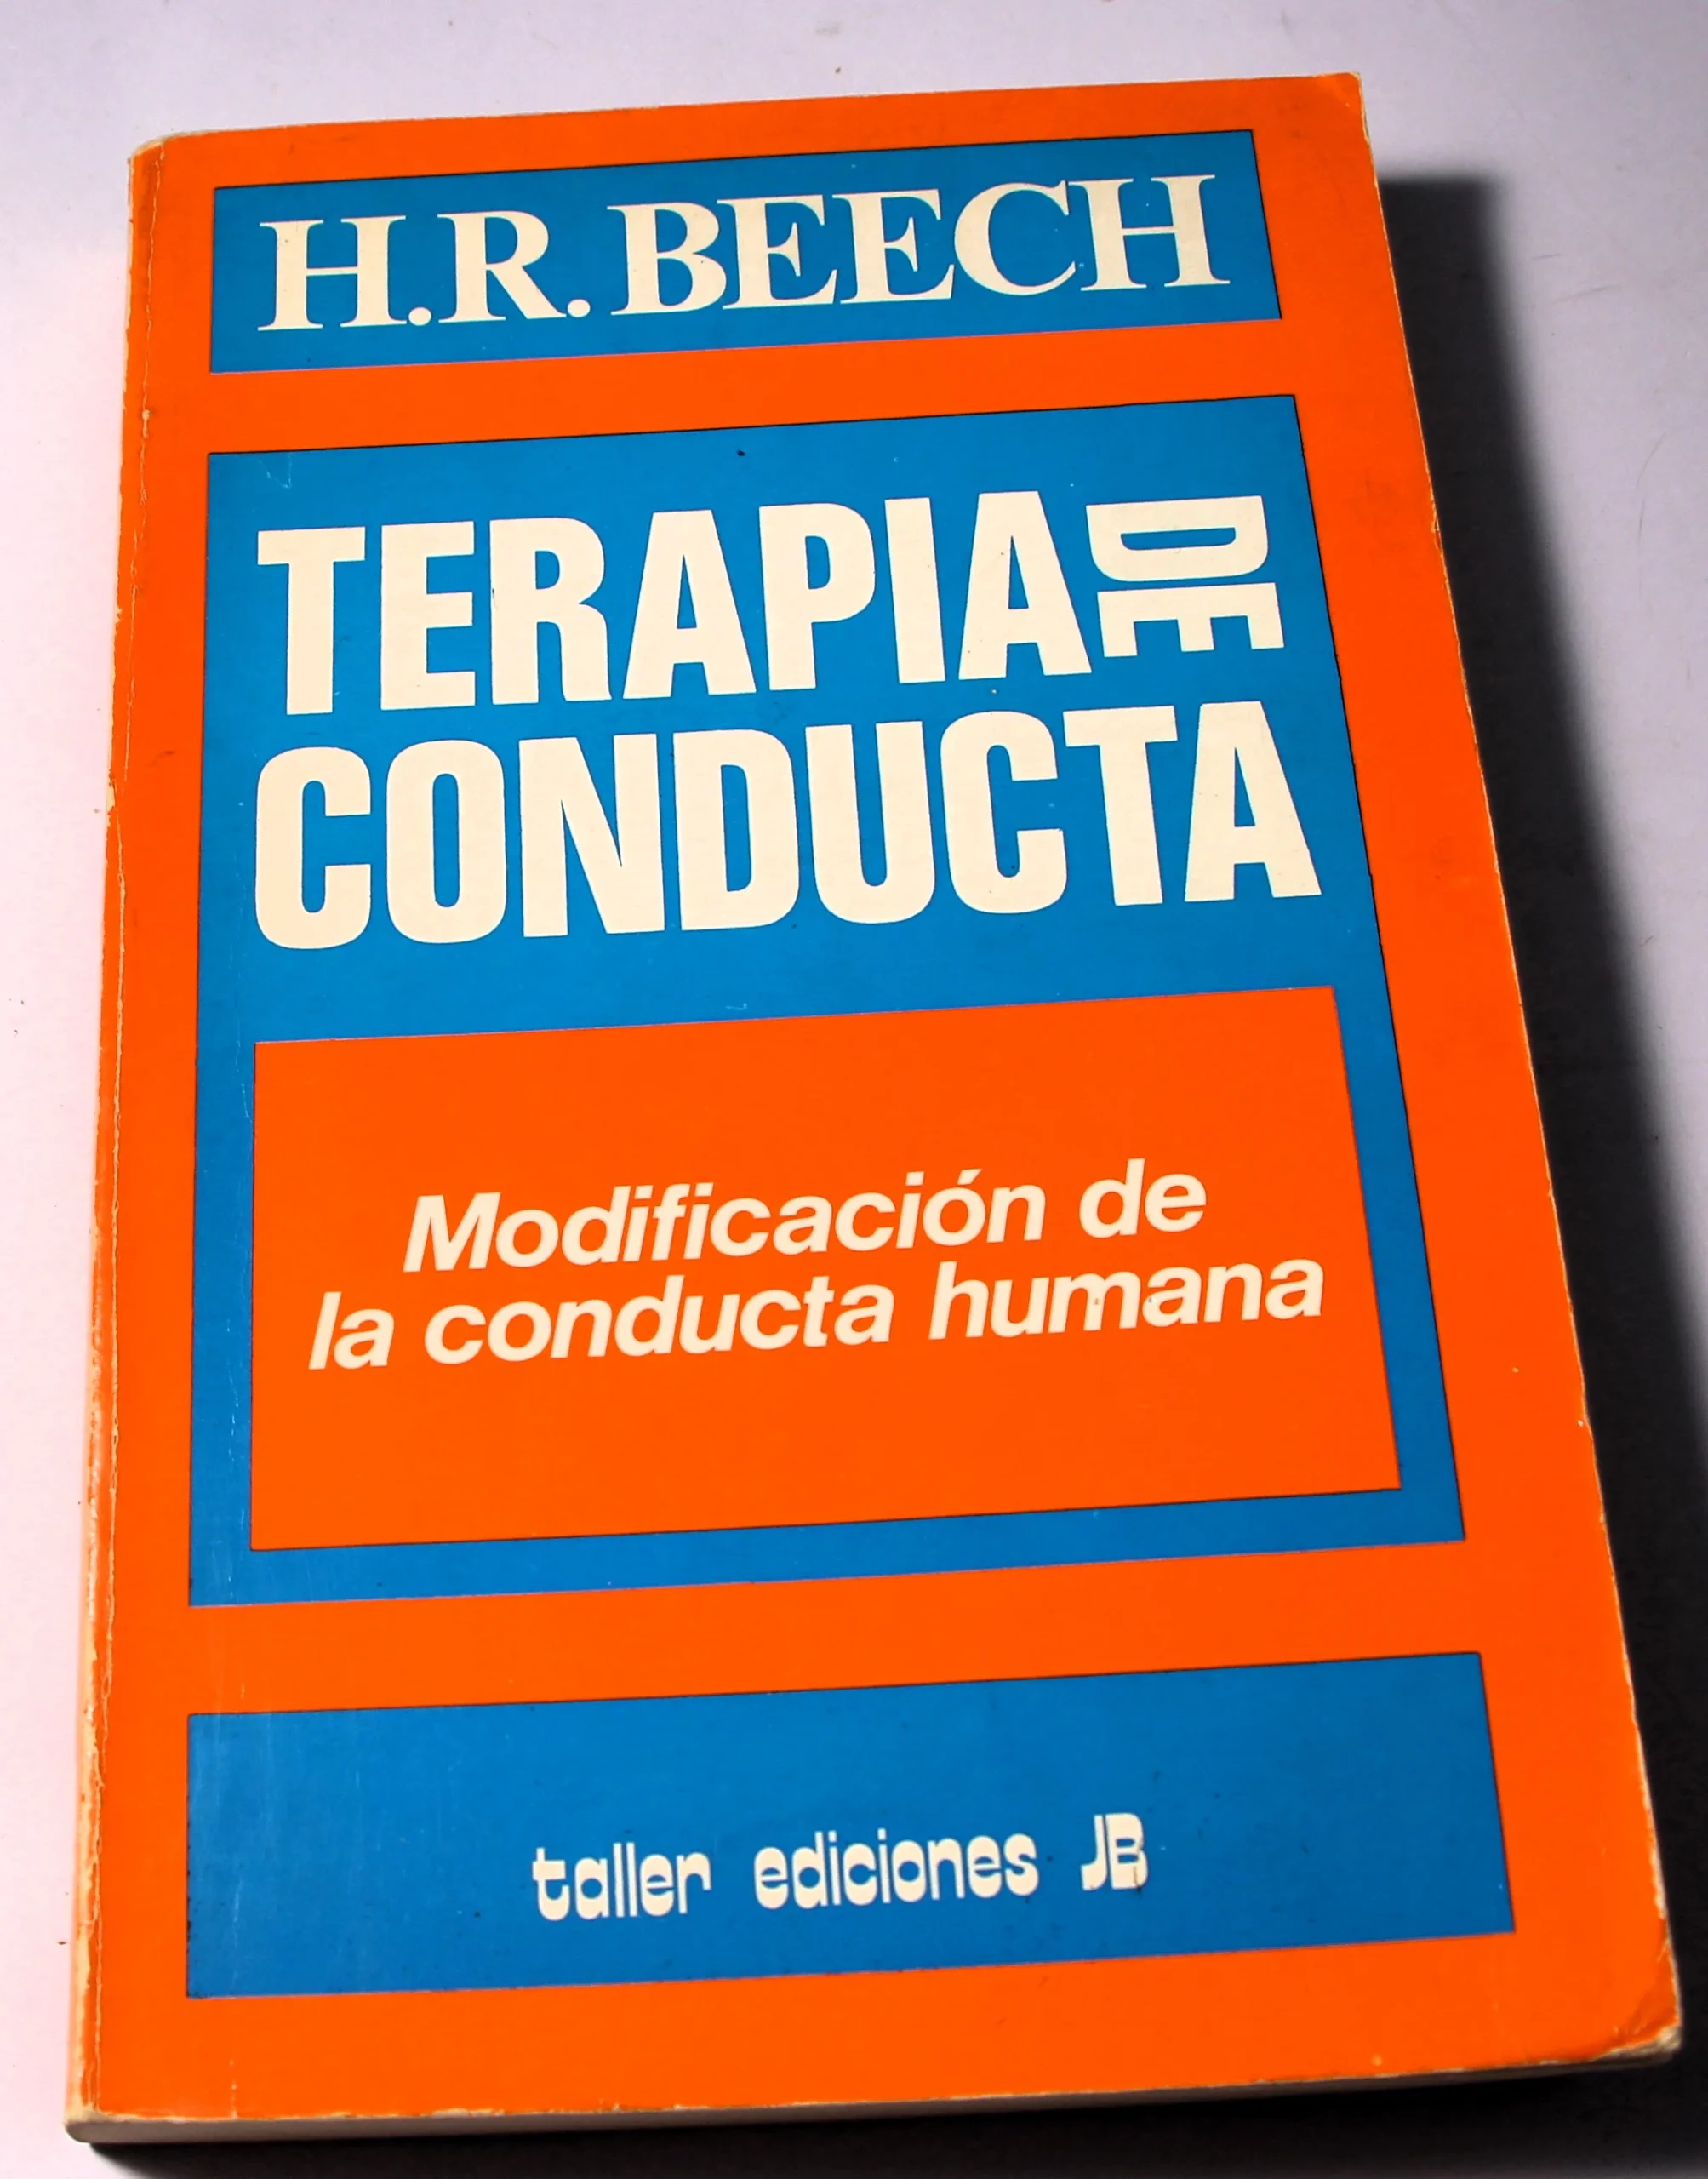 H.R. BEECH
TERAPIA DE
CONDUCTA
Modificación de
la conducta humana
taller ediciones JB